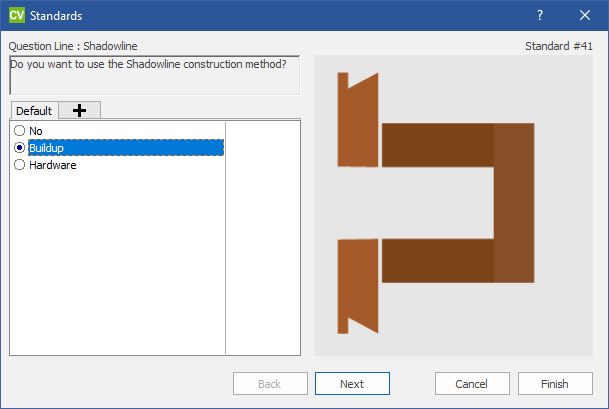 CV Standards ?
Question Line : Shadowline Standard #41
Do you want to use the Shadowline construction method?
Default
No
Buildup
Hardware
Back Next Cancel Finish